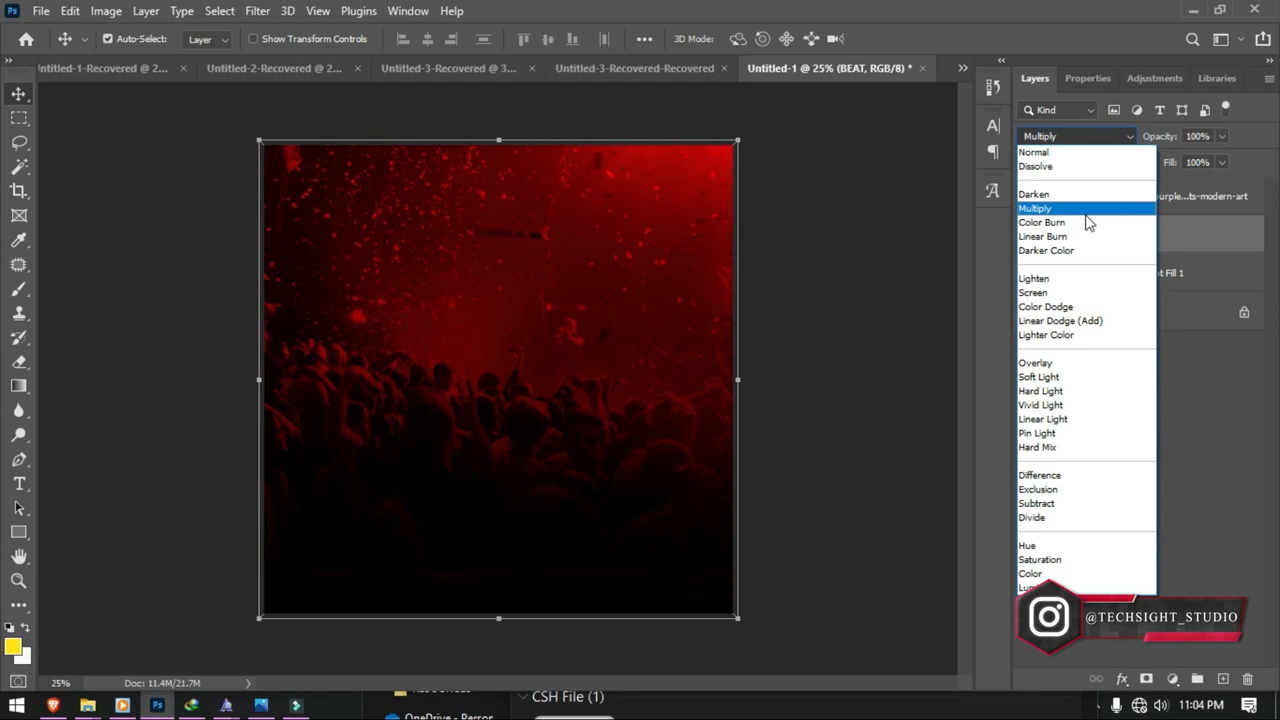 Ps File Edit Image Layer Type Select Filter 3D View Plugins Window Help
Auto-Select: Layer Show Transform Controls 3D Mode:
Untitled-1-Recovered @ 2... × Untitled-2-Recovered @ 2... × Untitled-3-Recovered @ 3... × Untitled-3-Recovered-Recovered × Untitled-1 @ 25% (BEAT, RGB/8) * ×
Layers Properties Adjustments Libraries
Kind
Multiply Opacity: 100%
Fill: 100%
Normal
Dissolve
Darken
Multiply
Color Burn
Linear Burn
Darker Color
Lighten
Screen
Color Dodge
Linear Dodge (Add)
Lighter Color
Overlay
Soft Light
Hard Light
Vivid Light
Linear Light
Pin Light
Hard Mix
Difference
Exclusion
Subtract
Divide
Hue
Saturation
Color
urple...ts-modern-art
nt Fill 1
@TECHSIGHT_STUDIO
25% Doc: 11.4M/21.7M
CSH File (1)
OneDrive - Person
11:04 PM